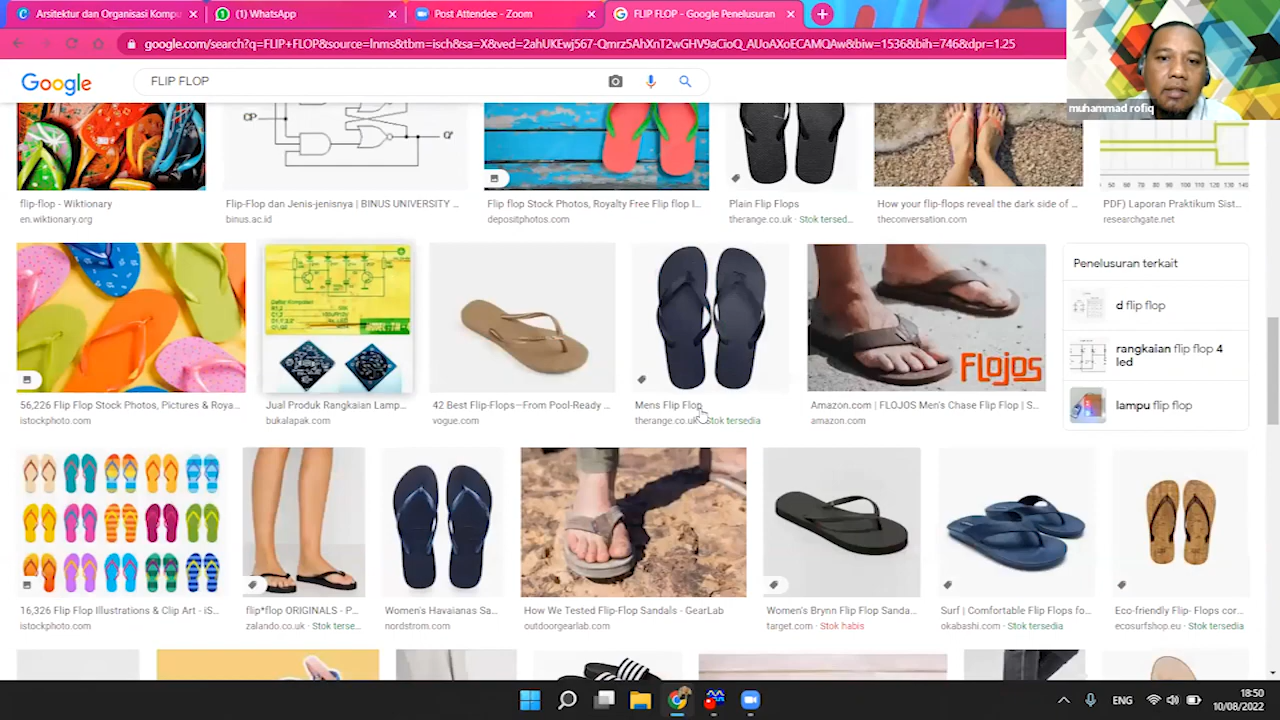 Arsitektur dan Organisasi Kompu
(1) WhatsApp
Post Attendee - Zoom
FLIP FLOP - Google Penelusuran
google.com/search?q=FLIP+FLOP&source=lnms&tbm=isch&sa=X&ved=2ahUKEwj567-Qmrz5AhXnT2wGHV9aCioQ_AUoAXoECAMQAw&biw=1536&bih=746&dpr=1.25
muhammad rofiq
Google
FLIP FLOP
CP
Q'
50 60 70 80 90 100 110 120 130 140
flip-flop - Wiktionary
en.wiktionary.org
Flip-Flop dan Jenis-jenisnya | BINUS UNIVERSITY ...
binus.ac.id
Flip flop Stock Photos, Royalty Free Flip flop I...
depositphotos.com
Plain Flip Flops
therange.co.uk · Stok tersed...
How your flip-flops reveal the dark side of ...
theconversation.com
PDF) Laporan Praktikum Sist...
researchgate.net
FLOJOS
Penelusuran terkait
d flip flop
rangkaian flip flop 4
led
lampu flip flop
56,226 Flip Flop Stock Photos, Pictures & Roya...
istockphoto.com
Jual Produk Rangkaian Lamp...
bukalapak.com
42 Best Flip-Flops—From Pool-Ready ...
vogue.com
Mens Flip Flop
therange.co.uk · Stok tersedia
Amazon.com | FLOJOS Men's Chase Flip Flop | S...
amazon.com
16,326 Flip Flop Illustrations & Clip Art - iS...
istockphoto.com
flip*flop ORIGINALS - P...
zalando.co.uk · Stok terse...
Women's Havaianas Sa...
nordstrom.com
How We Tested Flip-Flop Sandals - GearLab
outdoorgearlab.com
Women's Brynn Flip Flop Sanda...
target.com · Stok habis
Surf | Comfortable Flip Flops fo...
okabashi.com · Stok tersedia
Eco-friendly Flip- Flops cor...
ecosurfshop.eu · Stok tersedia
ENG
18:50
10/08/2022